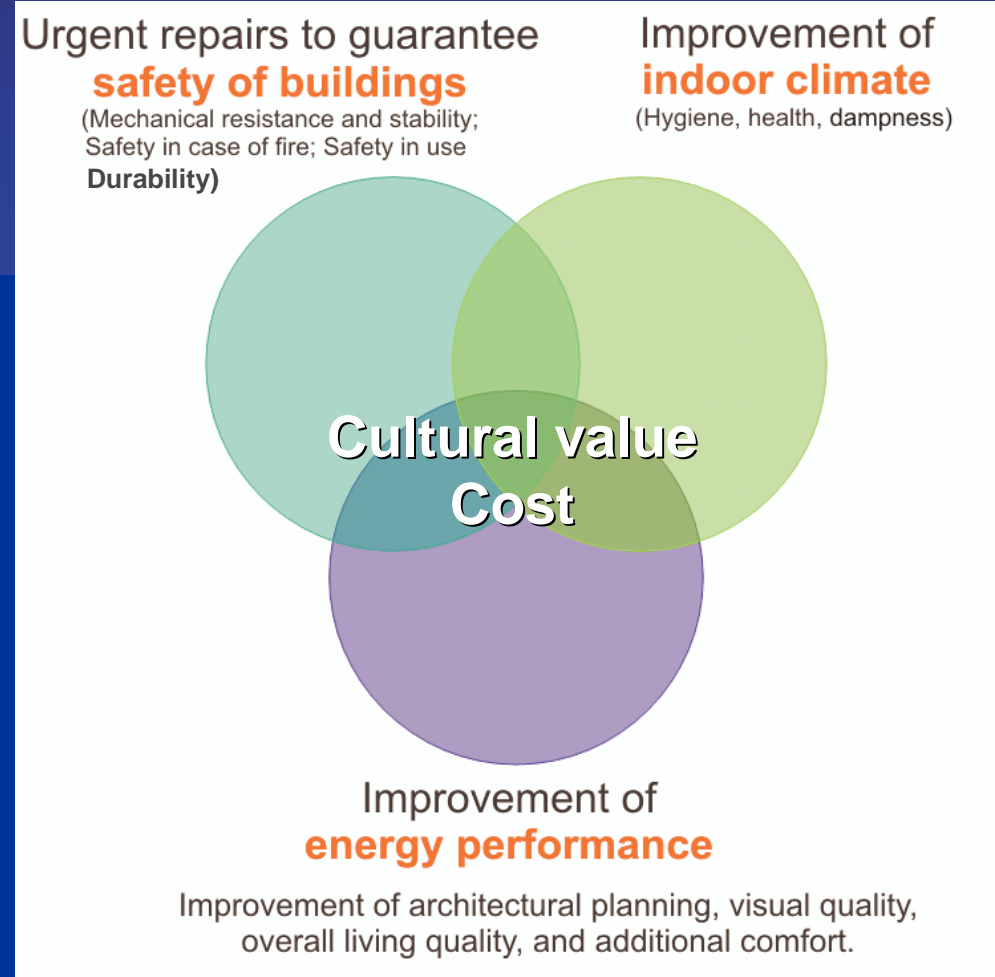 Urgent repairs to guarantee
safety of buildings
(Mechanical resistance and stability;
Safety in case of fire; Safety in use
Durability)
Improvement of
indoor climate
(Hygiene, health, dampness)
Cultural value
Cost
Improvement of
energy performance
Improvement of architectural planning, visual quality,
overall living quality, and additional comfort.